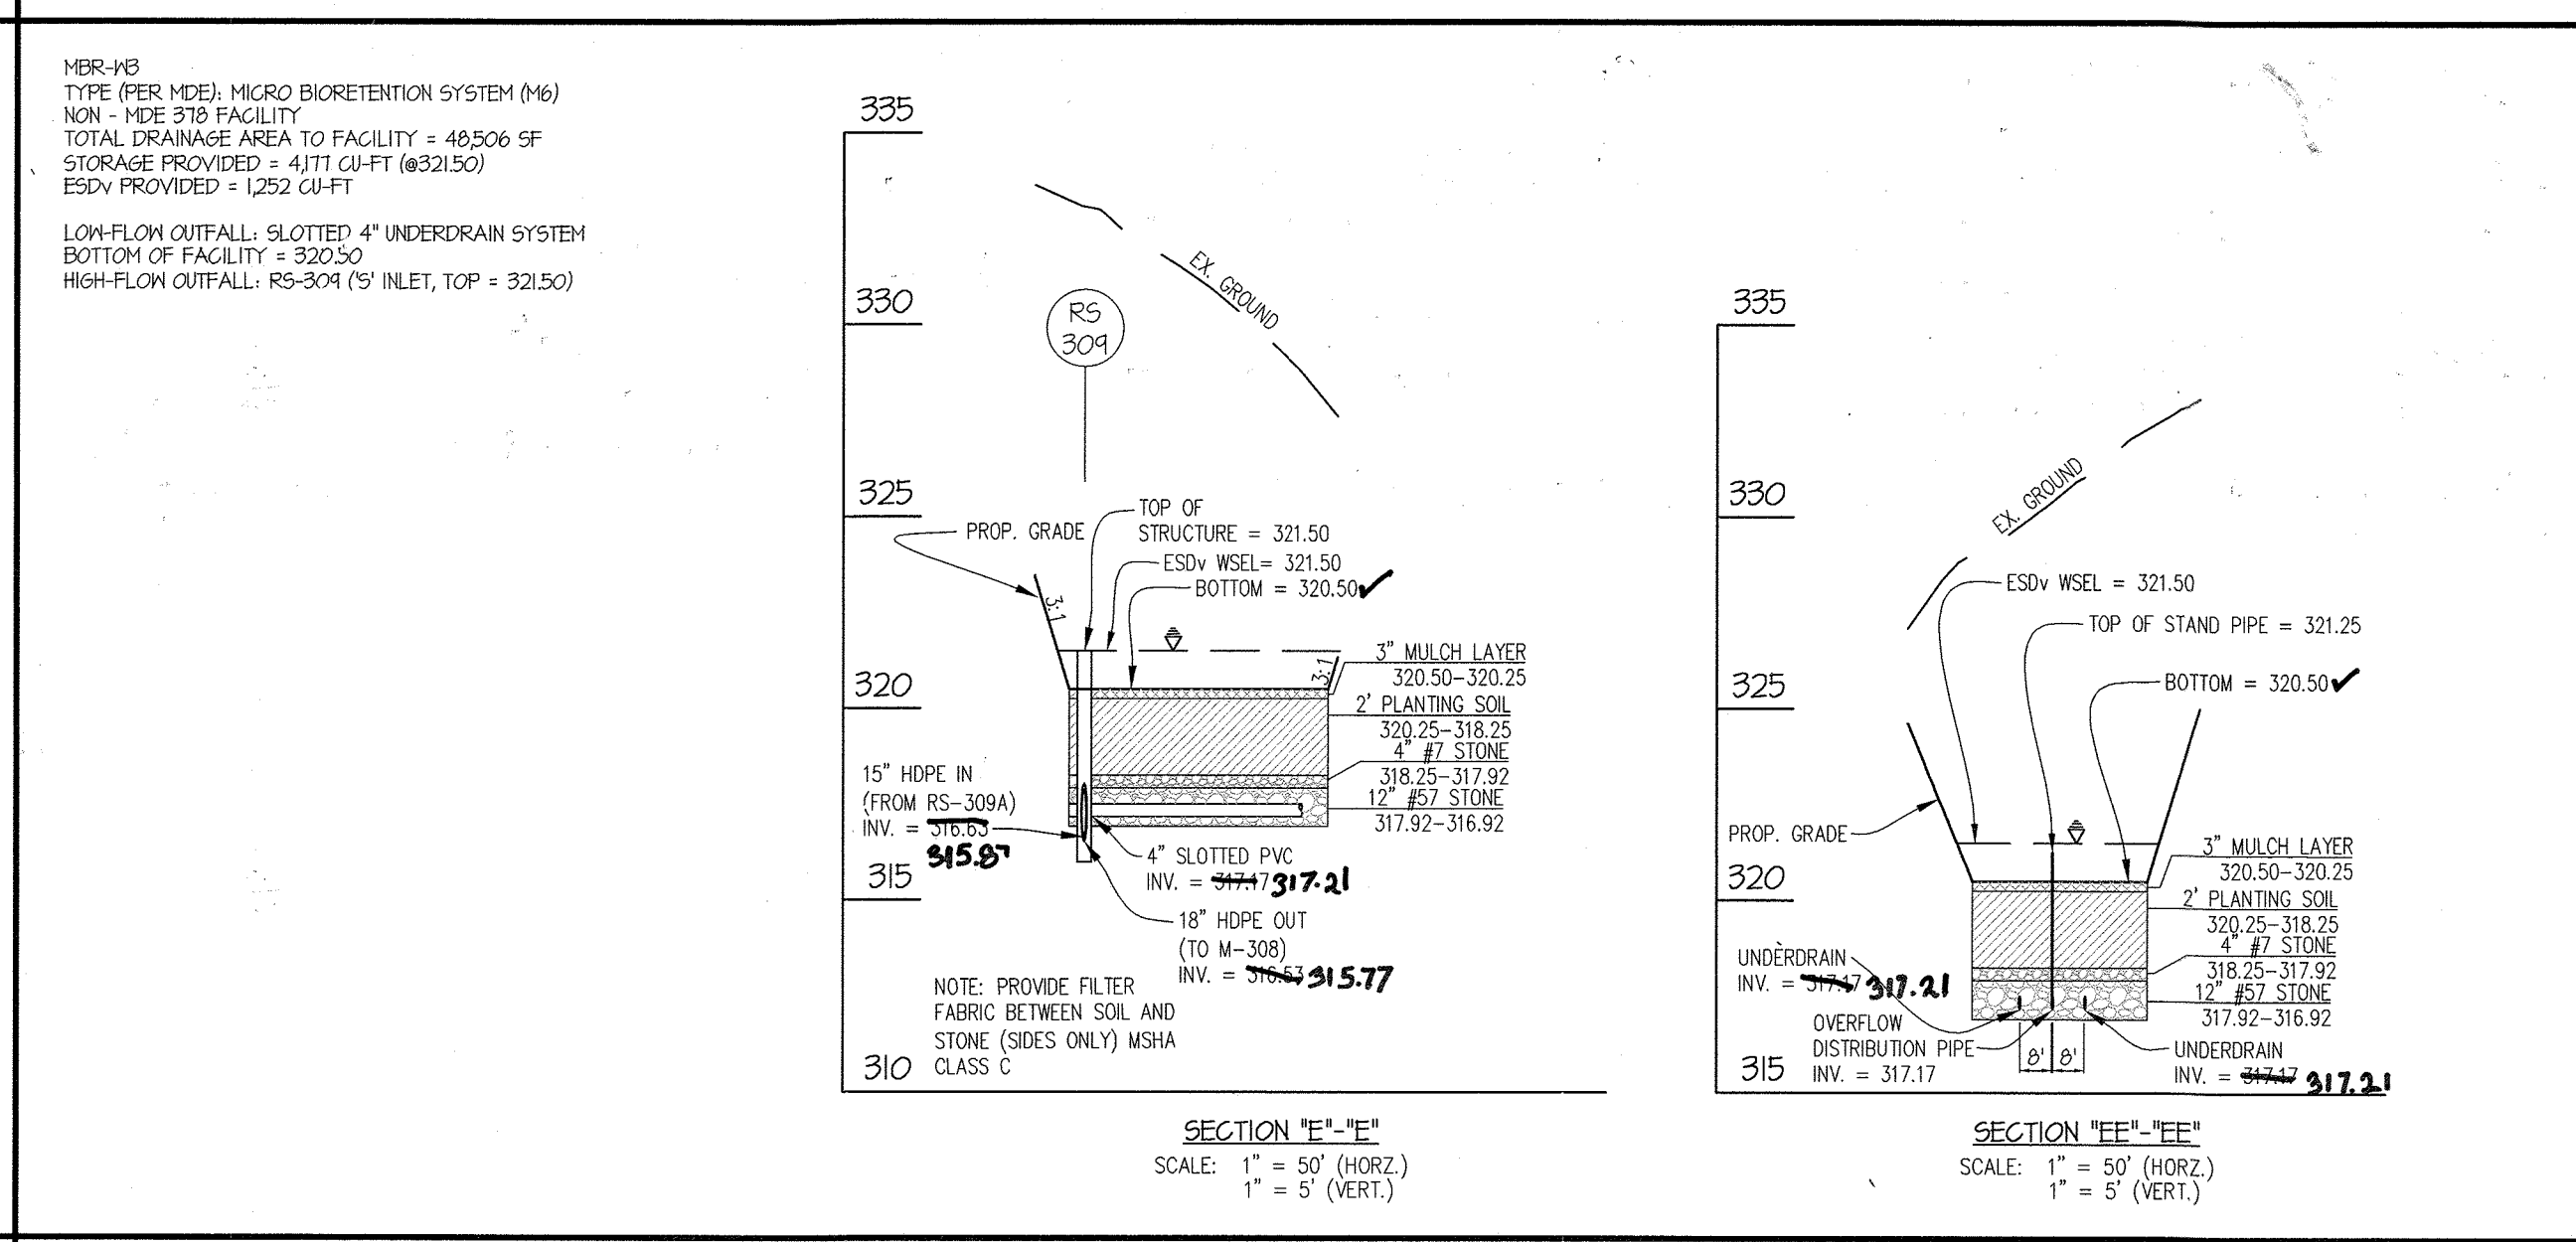 MBR-W3
TYPE (PER MDE): MICRO BIORETENTION SYSTEM (M6)
NON - MDE 378 FACILITY
TOTAL DRAINAGE AREA TO FACILITY = 48,506 SF
STORAGE PROVIDED = 4,177 CU-FT (@321.50)
ESDv PROVIDED = 1,252 CU-FT
LOW-FLOW OUTFALL: SLOTTED 4" UNDERDRAIN SYSTEM
BOTTOM OF FACILITY = 320.50
HIGH-FLOW OUTFALL: RS-309 ('S' INLET, TOP = 321.50)
335
330
325
320
315
310
EX. GROUND
RS
309
PROP. GRADE
TOP OF
STRUCTURE = 321.50
ESDv WSEL= 321.50
BOTTOM = 320.50✓
3:1
3:1
3" MULCH LAYER
320.50-320.25
2' PLANTING SOIL
320.25-318.25
4" #7 STONE
318.25-317.92
12" #57 STONE
317.92-316.92
15" HDPE IN
(FROM RS-309A)
INV. = 316.63
315.87
4" SLOTTED PVC
INV. = 317.17 317.21
18" HDPE OUT
(TO M-308)
INV. = 316.53 315.77
NOTE: PROVIDE FILTER
FABRIC BETWEEN SOIL AND
STONE (SIDES ONLY) MSHA
CLASS C
SECTION "E"-"E"
SCALE: 1" = 50' (HORZ.)
1" = 5' (VERT.)
335
330
325
320
315
EX. GROUND
ESDv WSEL = 321.50
TOP OF STAND PIPE = 321.25
BOTTOM = 320.50✓
PROP. GRADE
3" MULCH LAYER
320.50-320.25
2' PLANTING SOIL
320.25-318.25
4" #7 STONE
318.25-317.92
12" #57 STONE
317.92-316.92
UNDERDRAIN
INV. = 317.17 317.21
OVERFLOW
DISTRIBUTION PIPE
INV. = 317.17
8' 8'
UNDERDRAIN
INV. = 317.17 317.21
SECTION "EE"-"EE"
SCALE: 1" = 50' (HORZ.)
1" = 5' (VERT.)